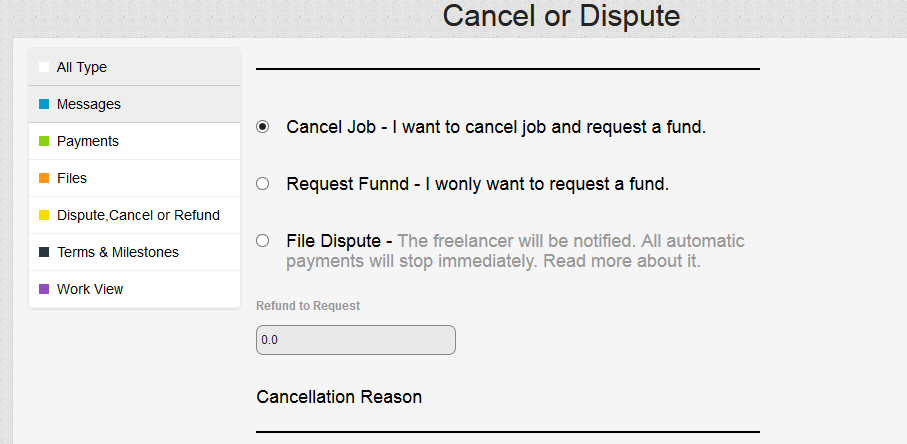 Cancel or Dispute
All Type
Messages
Payments
Files
Dispute,Cancel or Refund
Terms & Milestones
Work View
Cancel Job - I want to cancel job and request a fund.
Request Funnd - I wonly want to request a fund.
File Dispute - The freelancer will be notified. All automatic
payments will stop immediately. Read more about it.
Refund to Request
0.0
Cancellation Reason